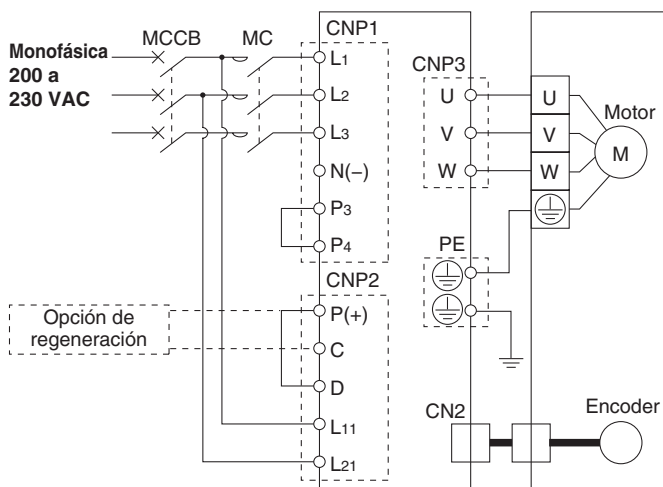 Monofásica
200 a
230 VAC
MCCB
MC
CNP1
L1
L2
L3
N(−)
P3
P4
CNP2
P(+)
C
D
L11
L21
Opción de
regeneración
CNP3
U
V
W
PE
CN2
U
V
W
Motor
M
Encoder